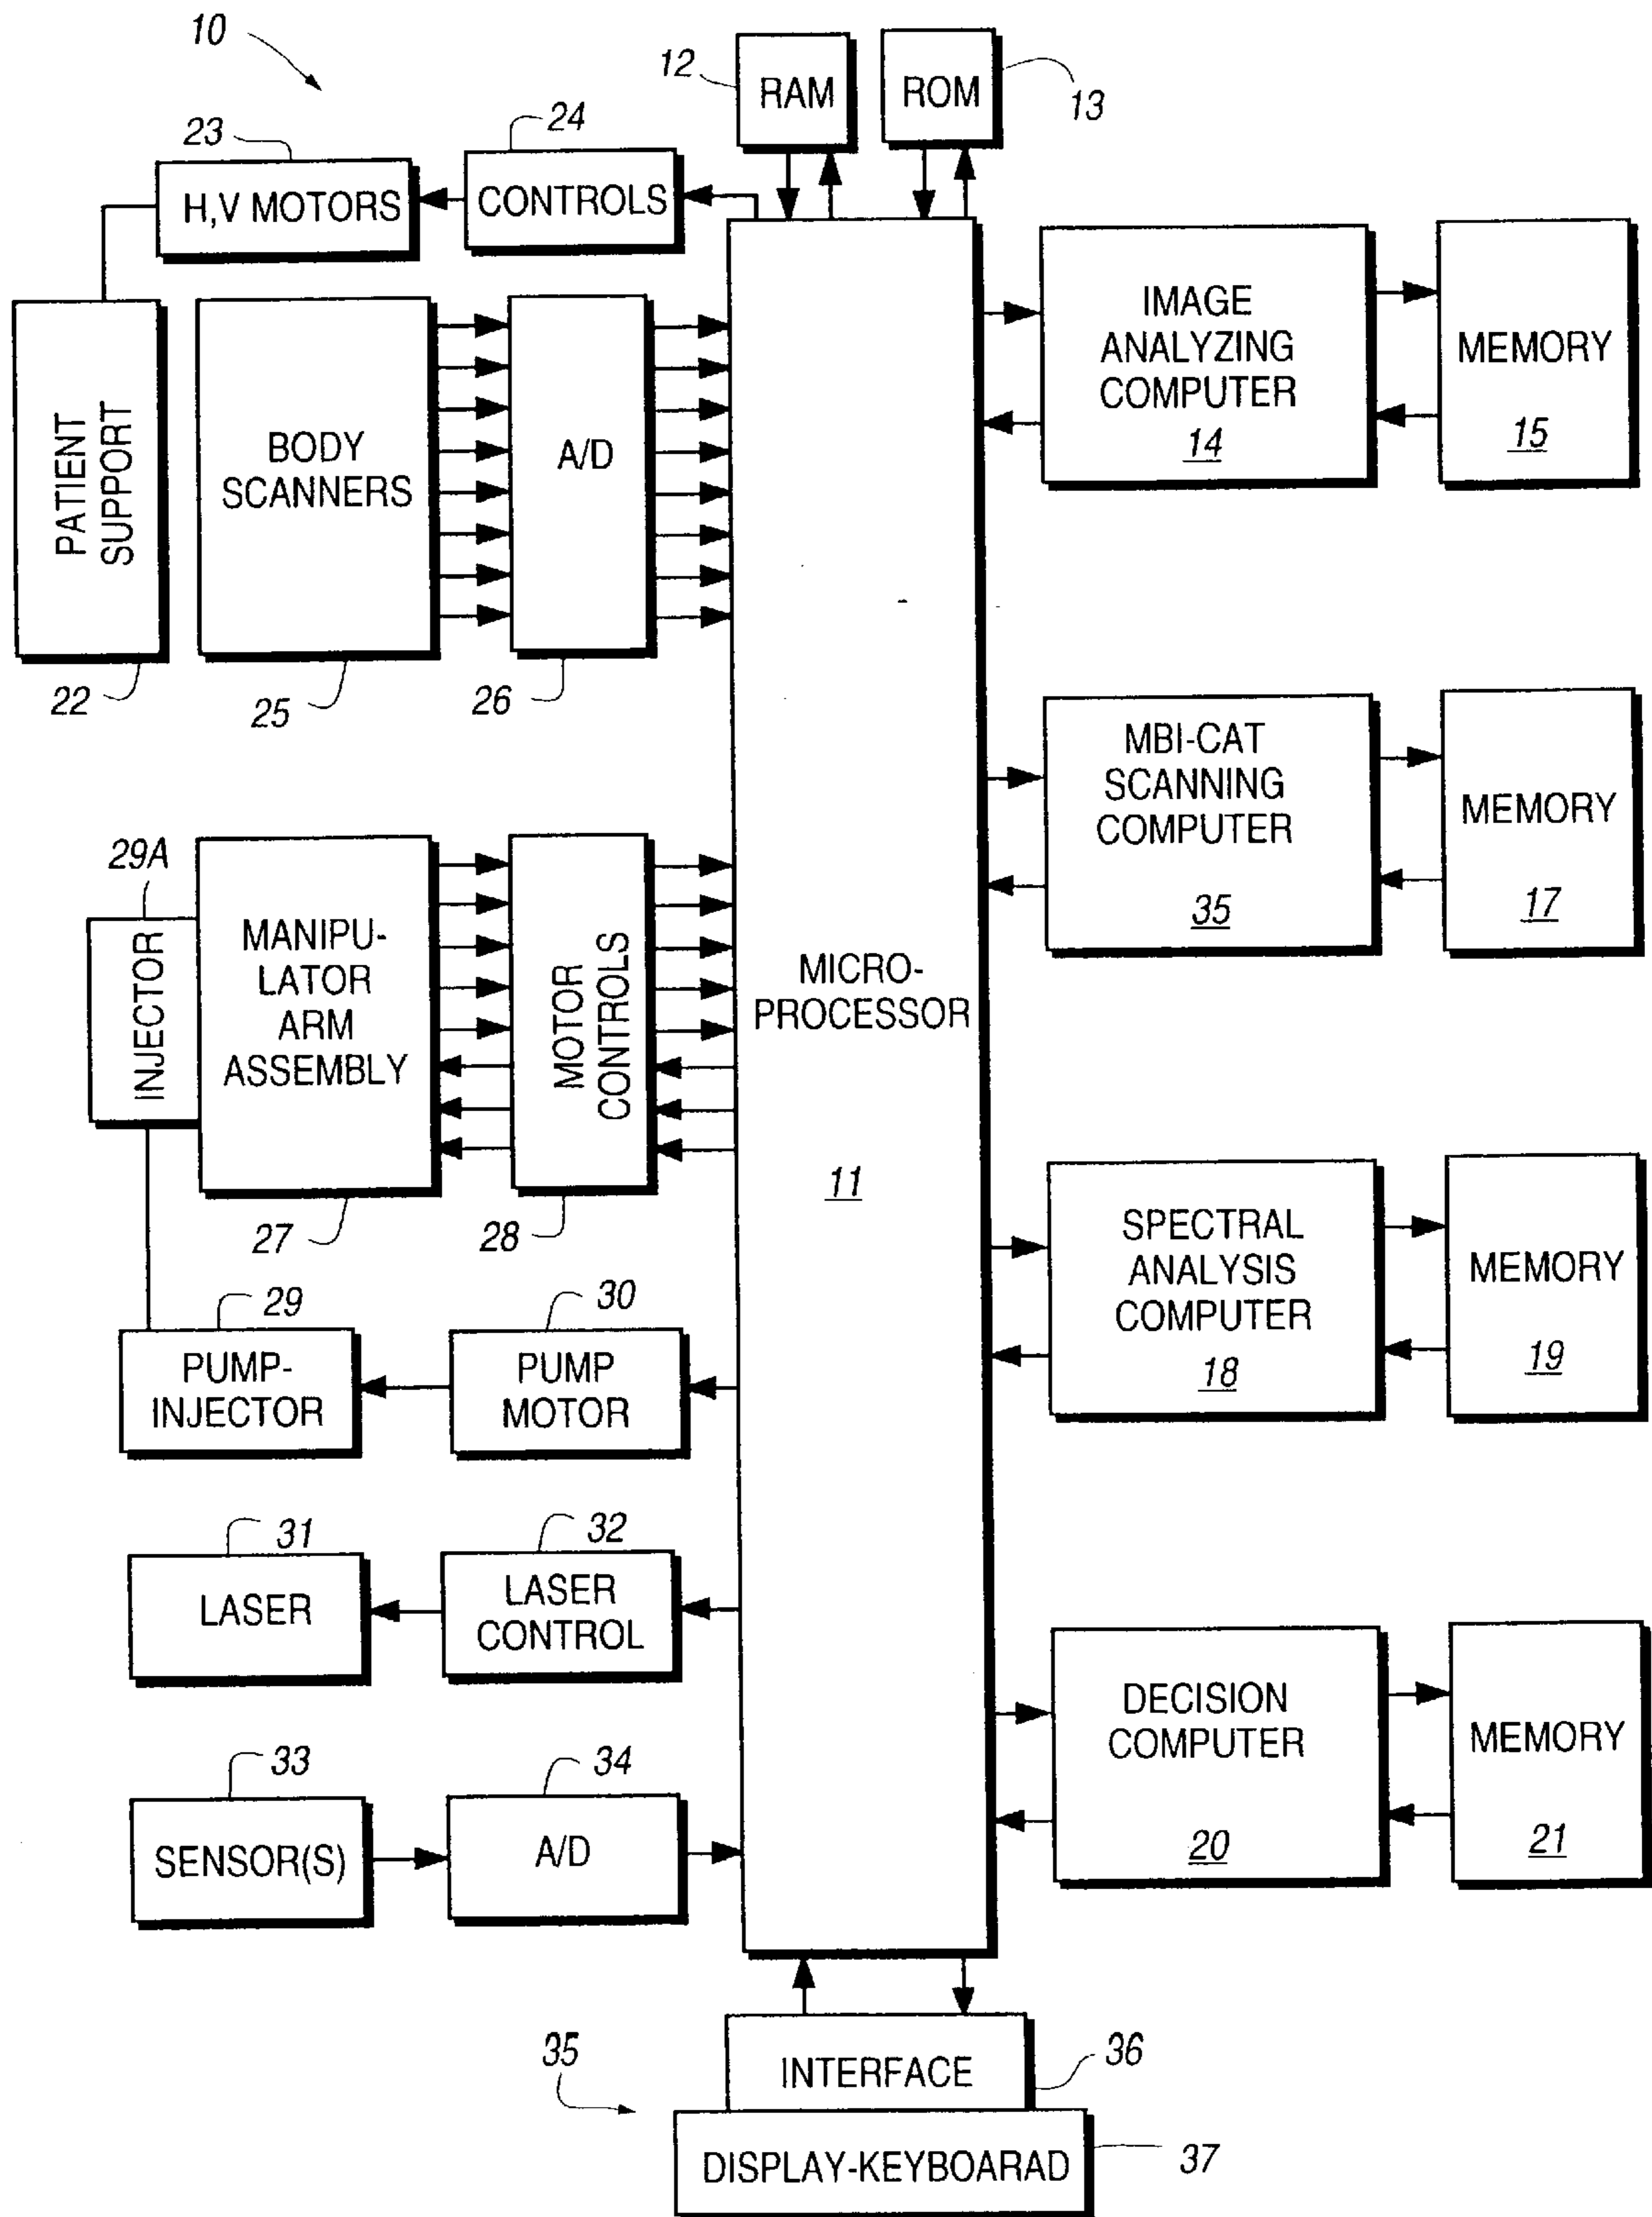 10
12
RAM
ROM
13
23
24
H,V MOTORS
CONTROLS
PATIENT
SUPPORT
22
BODY
SCANNERS
25
A/D
26
IMAGE
ANALYZING
COMPUTER
14
MEMORY
15
MBI-CAT
SCANNING
COMPUTER
35
MEMORY
17
29A
INJECTOR
MANIPU-
LATOR
ARM
ASSEMBLY
27
MOTOR
CONTROLS
28
MICRO-
PROCESSOR
11
SPECTRAL
ANALYSIS
COMPUTER
18
MEMORY
19
29
PUMP-
INJECTOR
30
PUMP
MOTOR
31
LASER
32
LASER
CONTROL
DECISION
COMPUTER
20
MEMORY
21
33
SENSOR(S)
34
A/D
35
INTERFACE
36
DISPLAY-KEYBOARAD
37